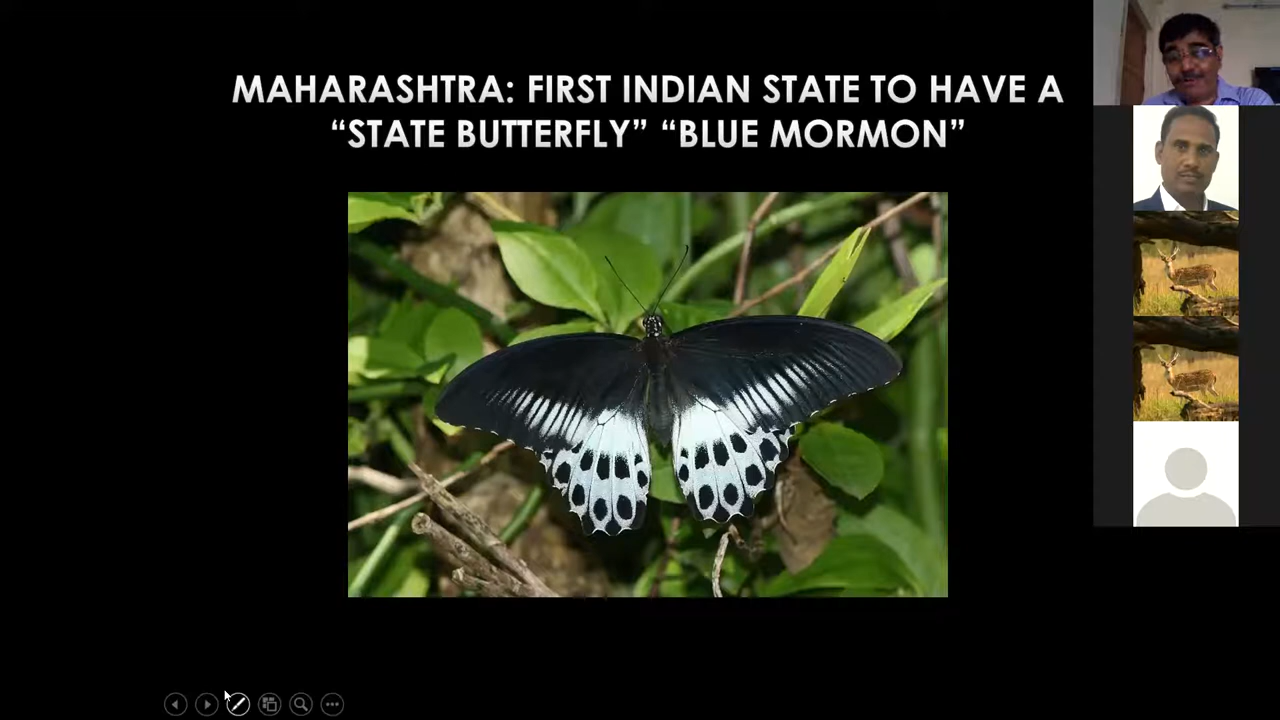 MAHARASHTRA: FIRST INDIAN STATE TO HAVE A
“STATE BUTTERFLY” “BLUE MORMON”